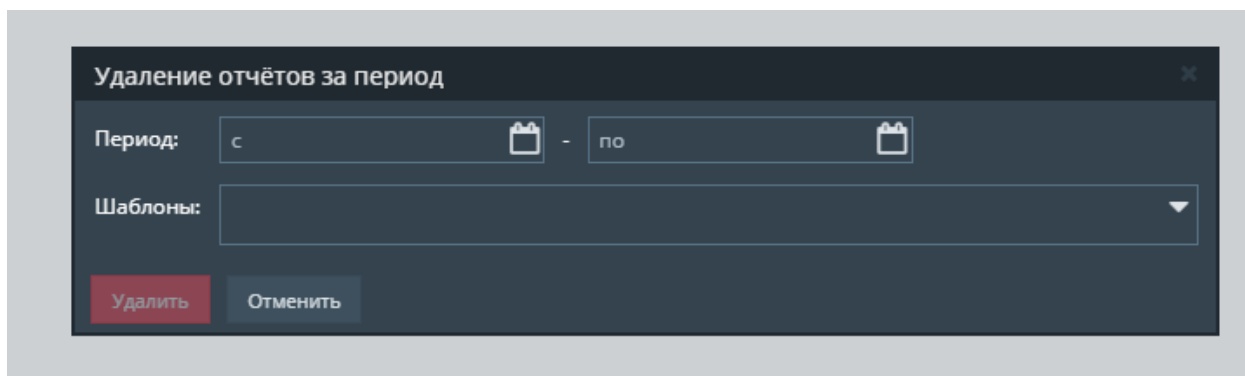 Удаление отчётов за период
Период: с - по
Шаблоны:
Удалить Отменить